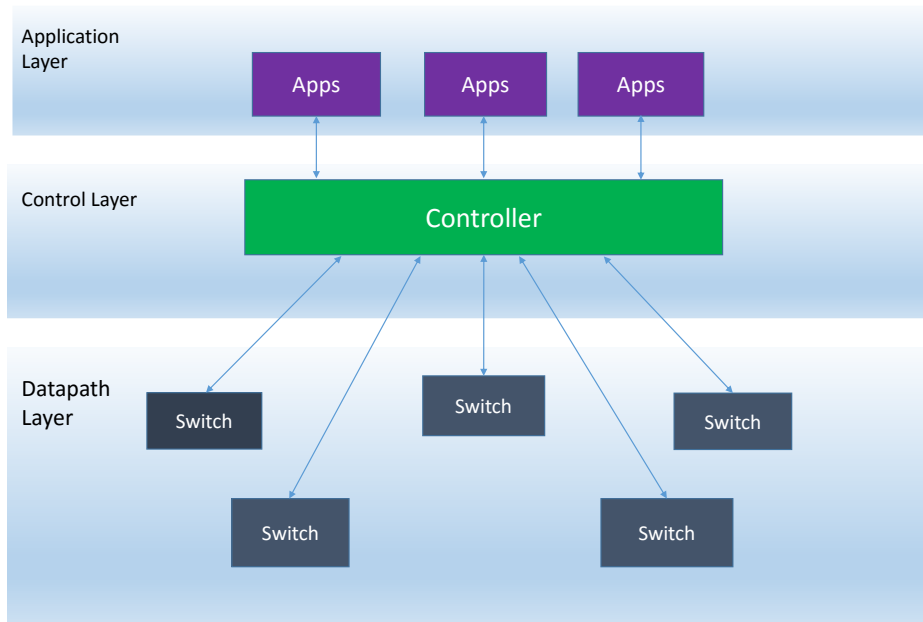 Application
Layer
Apps
Apps
Apps
Control Layer
Controller
Datapath
Layer
Switch
Switch
Switch
Switch
Switch